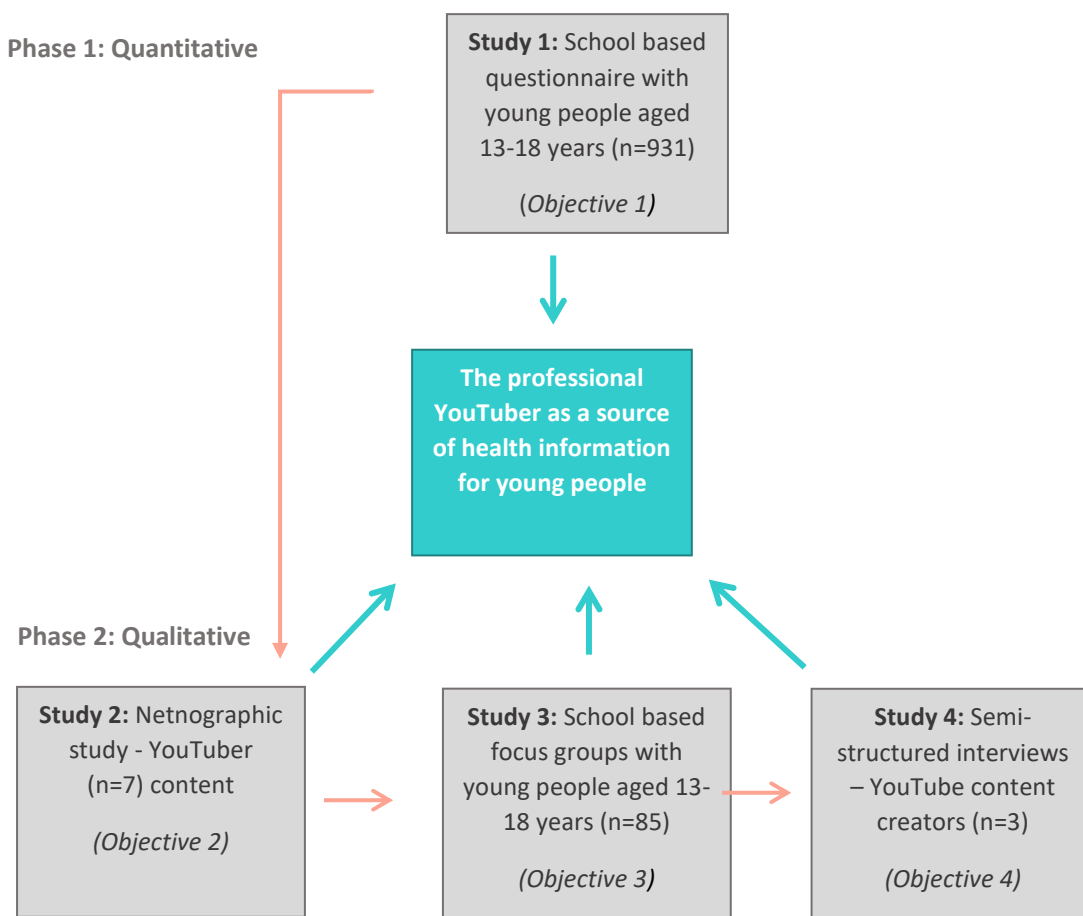 Phase 1: Quantitative
Study 1: School based
questionnaire with
young people aged
13-18 years (n=931)
(Objective 1)
The professional
YouTuber as a source
of health information
for young people
Phase 2: Qualitative
Study 2: Netnographic
study - YouTuber
(n=7) content
(Objective 2)
Study 3: School based
focus groups with
young people aged 13-
18 years (n=85)
(Objective 3)
Study 4: Semi-
structured interviews
– YouTube content
creators (n=3)
(Objective 4)